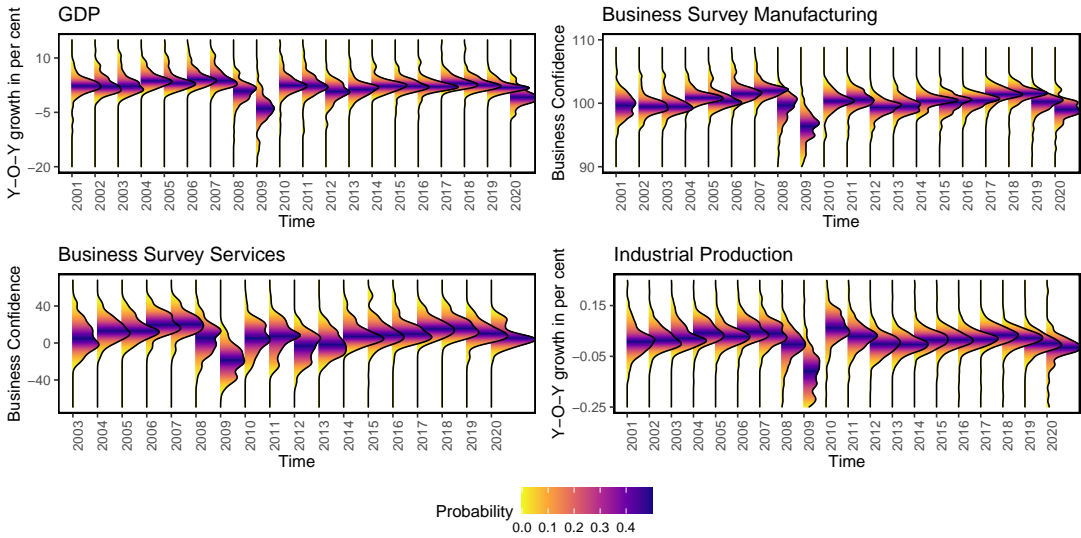 GDP
Y−O−Y growth in per cent
10
−5
−20
2001 2002 2003 2004 2005 2006 2007 2008 2009 2010 2011 2012 2013 2014 2015 2016 2017 2018 2019 2020
Time
Business Survey Manufacturing
Business Confidence
110
100
90
2001 2002 2003 2004 2005 2006 2007 2008 2009 2010 2011 2012 2013 2014 2015 2016 2017 2018 2019 2020
Time
Business Survey Services
Business Confidence
40
0
−40
2003 2004 2005 2006 2007 2008 2009 2010 2011 2012 2013 2014 2015 2016 2017 2018 2019 2020
Time
Industrial Production
Y−O−Y growth in per cent
0.15
−0.05
−0.25
2001 2002 2003 2004 2005 2006 2007 2008 2009 2010 2011 2012 2013 2014 2015 2016 2017 2018 2019 2020
Time
Probability
0.0 0.1 0.2 0.3 0.4